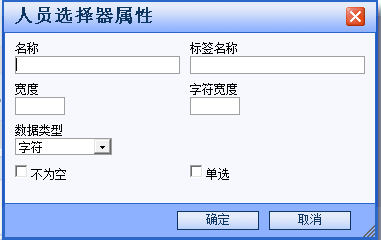 人员选择器属性
名称 标签名称
宽度 字符宽度
数据类型
字符
不为空 单选
确定 取消